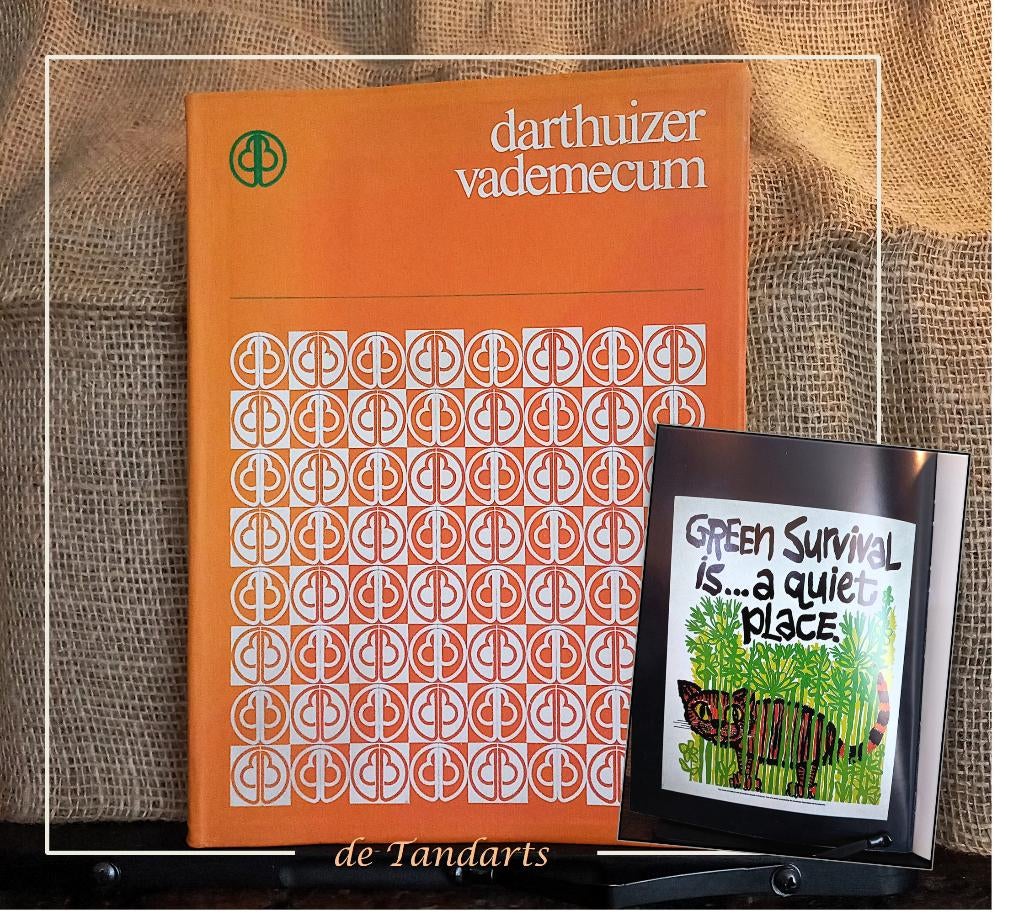 darthuizer
vademecum
GREEn Survival
is...a quiet
place.
de Tandarts